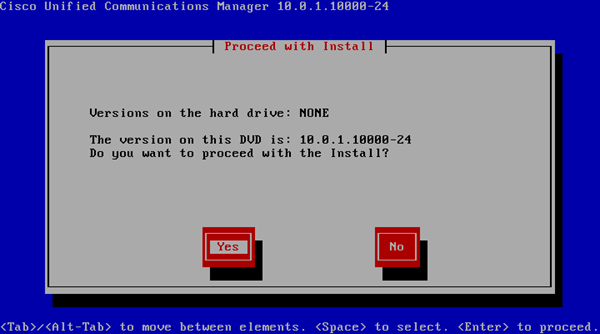 Cisco Unified Communications Manager 10.0.1.10000-24
Proceed with Install
Versions on the hard drive: NONE
The version on this DVD is: 10.0.1.10000-24
Do you want to proceed with the Install?
Yes
No
<Tab>/<Alt-Tab> to move between elements. <Space> to select. <Enter> to proceed.